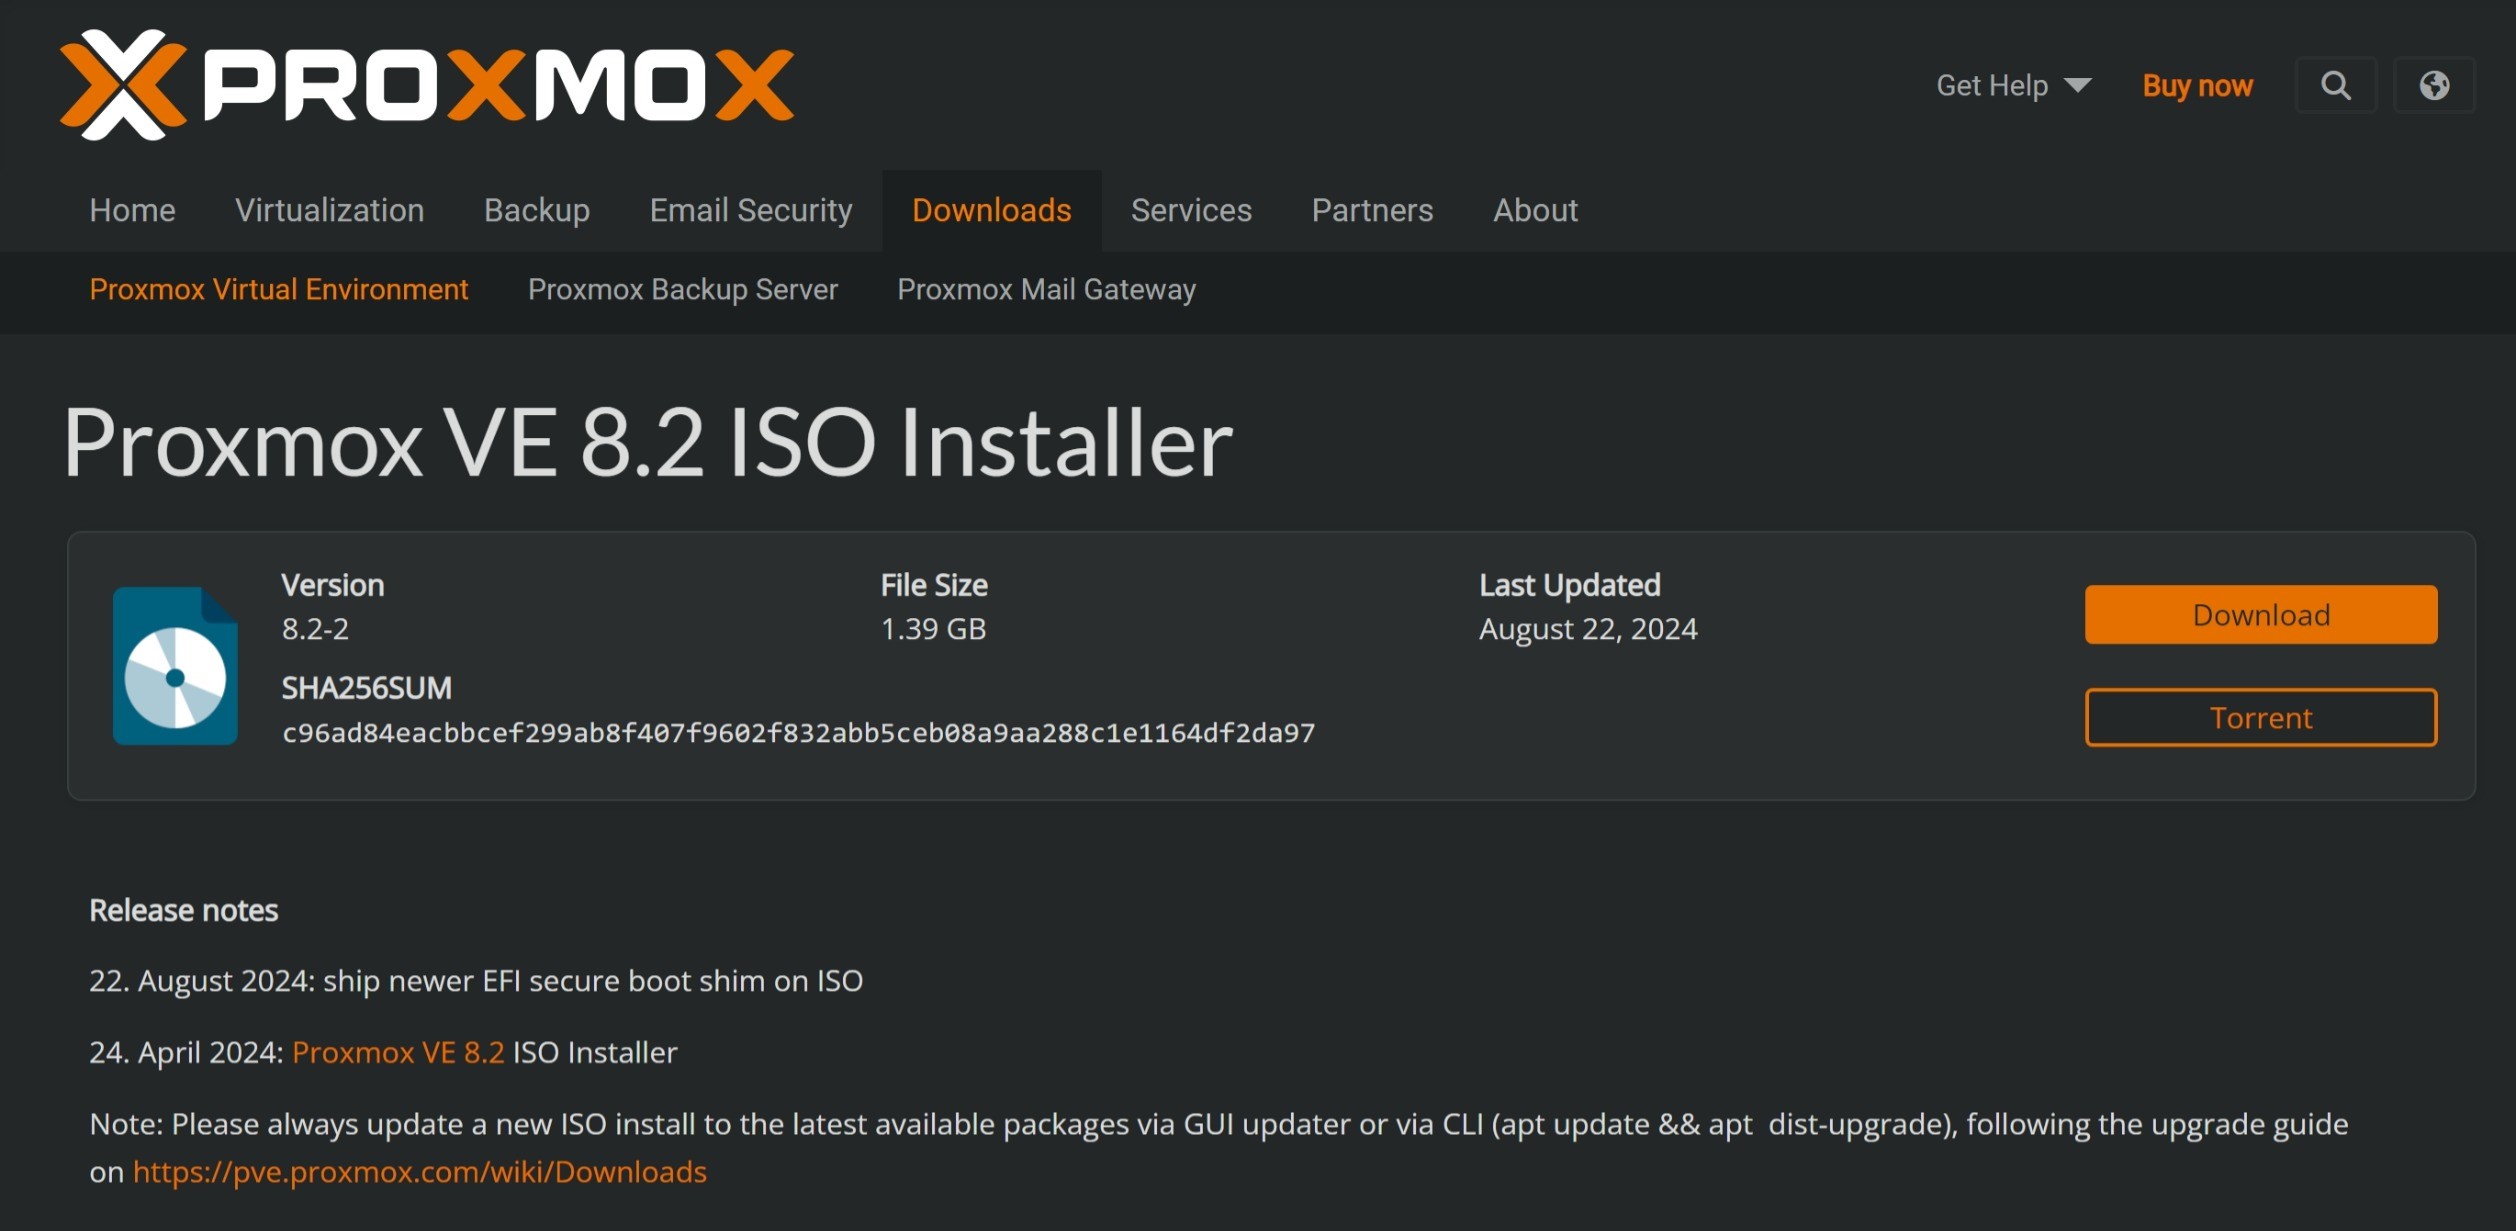 PROXMOX
Get Help
Buy now
Home
Virtualization
Backup
Email Security
Downloads
Services
Partners
About
Proxmox Virtual Environment
Proxmox Backup Server
Proxmox Mail Gateway
Proxmox VE 8.2 ISO Installer
Version
8.2-2
File Size
1.39 GB
Last Updated
August 22, 2024
Download
SHA256SUM
c96ad84eacbbcef299ab8f407f9602f832abb5ceb08a9aa288c1e1164df2da97
Torrent
Release notes
22. August 2024: ship newer EFI secure boot shim on ISO
24. April 2024: Proxmox VE 8.2 ISO Installer
Note: Please always update a new ISO install to the latest available packages via GUI updater or via CLI (apt update && apt  dist-upgrade), following the upgrade guide
on https://pve.proxmox.com/wiki/Downloads